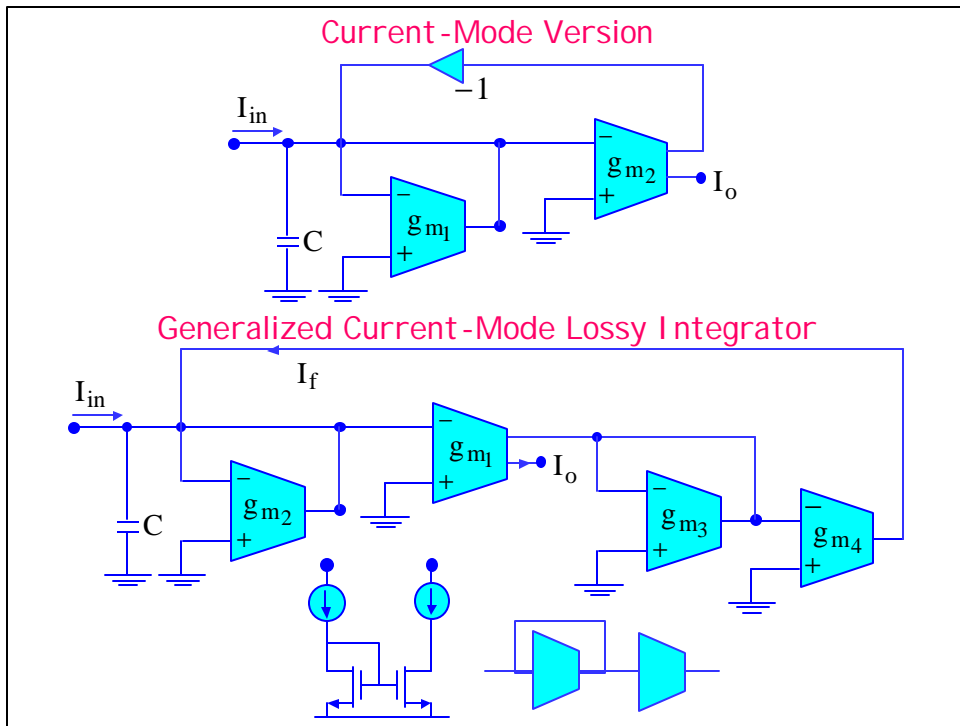 Current-Mode Version
−1
I_in
− g_m2
+ I_o
− g_m1
+
C
Generalized Current-Mode Lossy Integrator
I_f
I_in
− g_m1
+ I_o
− g_m2
+
C
− g_m3
+
− g_m4
+